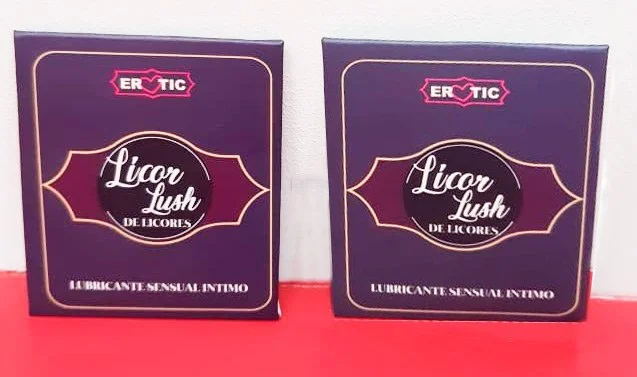 EROTIC
Licor
Lush
DE LICORES
LUBRICANTE SENSUAL INTIMO
EROTIC
Licor
Lush
DE LICORES
LUBRICANTE SENSUAL INTIMO